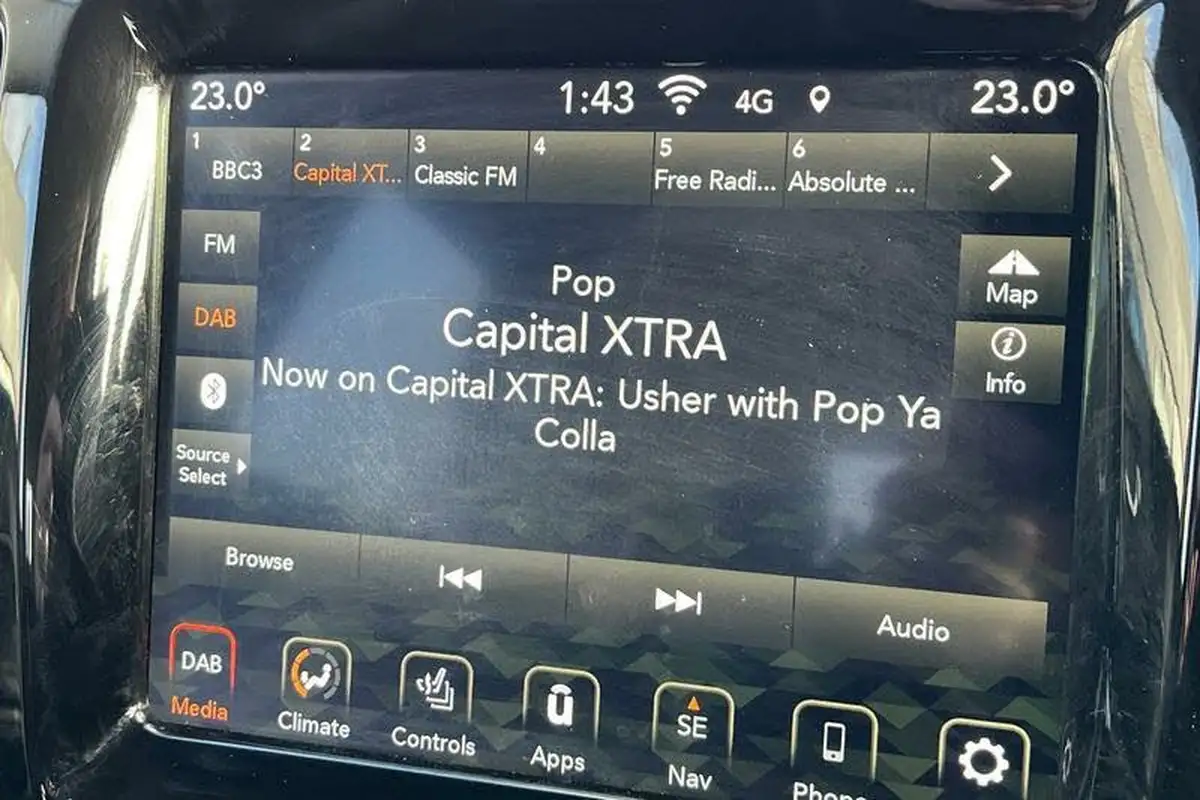 23.0°
1:43
4G
23.0°
1
BBC3
2
Capital XT...
3
Classic FM
4
5
Free Radi...
6
Absolute ...
FM
DAB
Source
Select
Pop
Capital XTRA
Now on Capital XTRA: Usher with Pop Ya
Colla
Map
Info
Browse
Audio
DAB
Media
Climate
Controls
û
Apps
SE
Nav
Phone